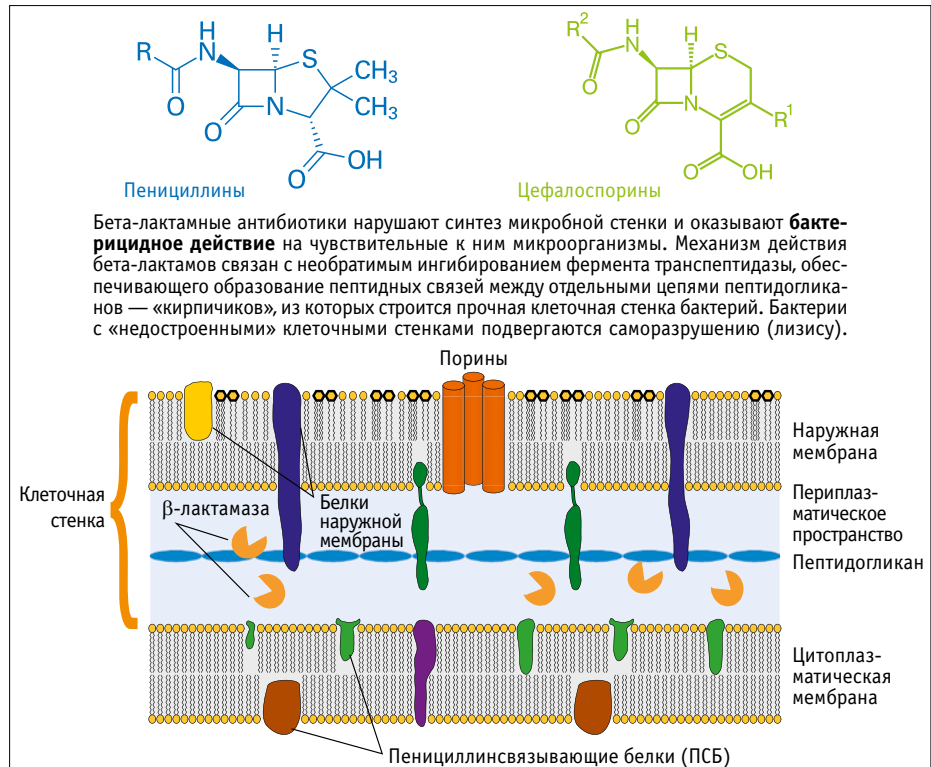 R
H
N
H
S
CH3
CH3
N
O
O
O
OH
Пенициллины
R2
H
N
H
S
O
N
O
R1
O
OH
Цефалоспорины
Бета-лактамные антибиотики нарушают синтез микробной стенки и оказывают бакте-
рицидное действие на чувствительные к ним микроорганизмы. Механизм действия
бета-лактамов связан с необратимым ингибированием фермента транспептидазы, обес-
печивающего образование пептидных связей между отдельными цепями пептидоглика-
нов — «кирпичиков», из которых строится прочная клеточная стенка бактерий. Бактерии
с «недостроенными» клеточными стенками подвергаются саморазрушению (лизису).
Порины
Наружная
мембрана
Клеточная
стенка
β-лактамаза
Белки
наружной
мембраны
Периплаз-
матическое
пространство
Пептидогликан
Цитоплаз-
матическая
мембрана
Пенициллинсвязывающие белки (ПСБ)